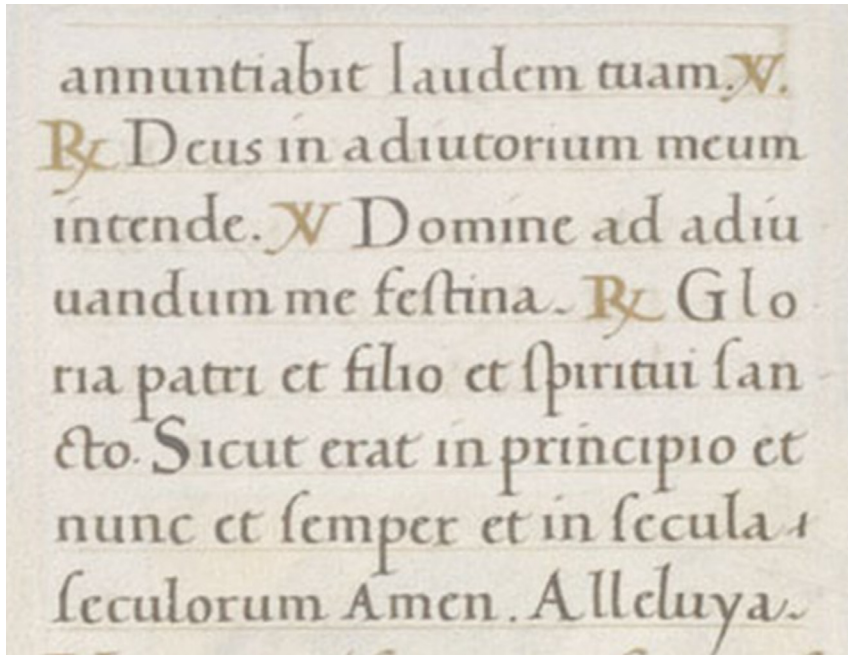 annuntiabit laudem tuam. ℣.
℟ Deus in adiutorium meum
intende. ℣ Domine ad adiu
uandum me feſtina. ℟ Glo
ria patri et filio et ſpiritui ſan
cto. Sicut erat in principio et
nunc et ſemper et in ſecula
ſeculorum Amen. Alleluya.